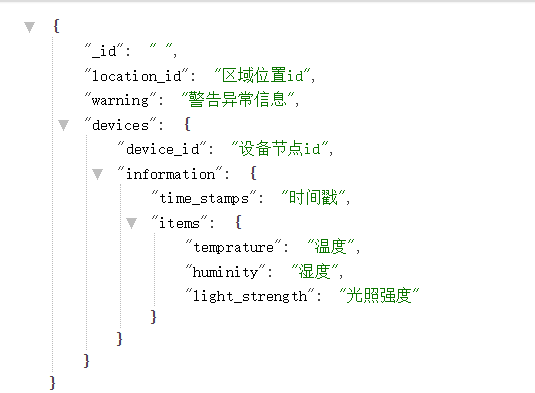 {
"_id": " ",
"location_id": "区域位置id",
"warning": "警告异常信息",
"devices": {
"device_id": "设备节点id",
"information": {
"time_stamps": "时间戳",
"items": {
"temprature": "温度",
"huminity": "湿度",
"light_strength": "光照强度"
}
}
}
}